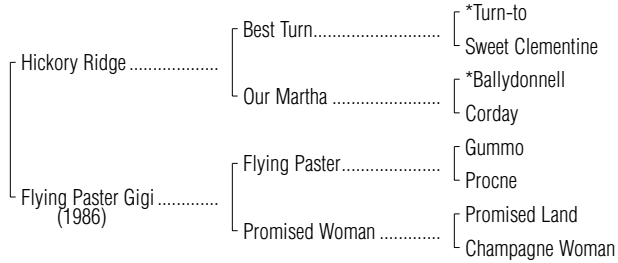 *Turn-to
Best Turn......................
Sweet Clementine
Hickory Ridge ...................
*Ballydonnell
Our Martha .......................
Corday
Gummo
Flying Paster..................
Procne
Flying Paster Gigi .............
(1986)
Promised Land
Promised Woman .............
Champagne Woman